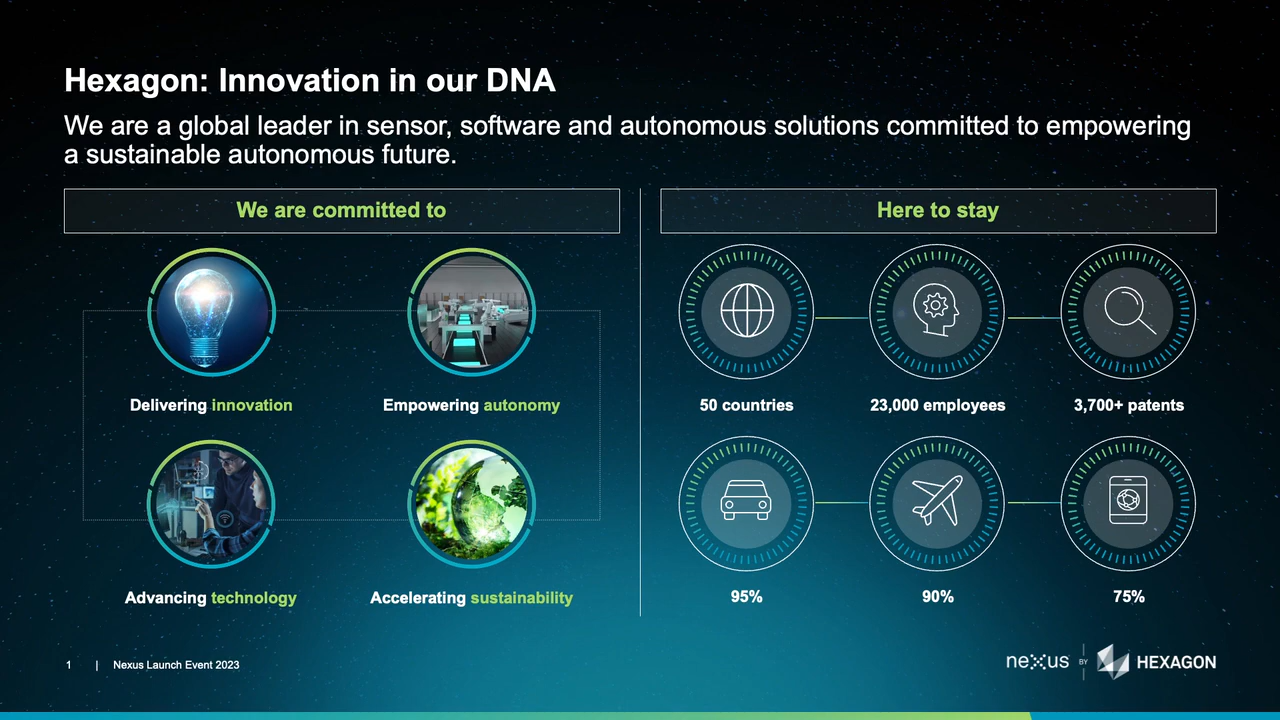 Hexagon: Innovation in our DNA
We are a global leader in sensor, software and autonomous solutions committed to empowering
a sustainable autonomous future.
We are committed to
Delivering innovation
Empowering autonomy
Advancing technology
Accelerating sustainability
Here to stay
50 countries
23,000 employees
3,700+ patents
95%
90%
75%
1 | Nexus Launch Event 2023
nexus BY HEXAGON